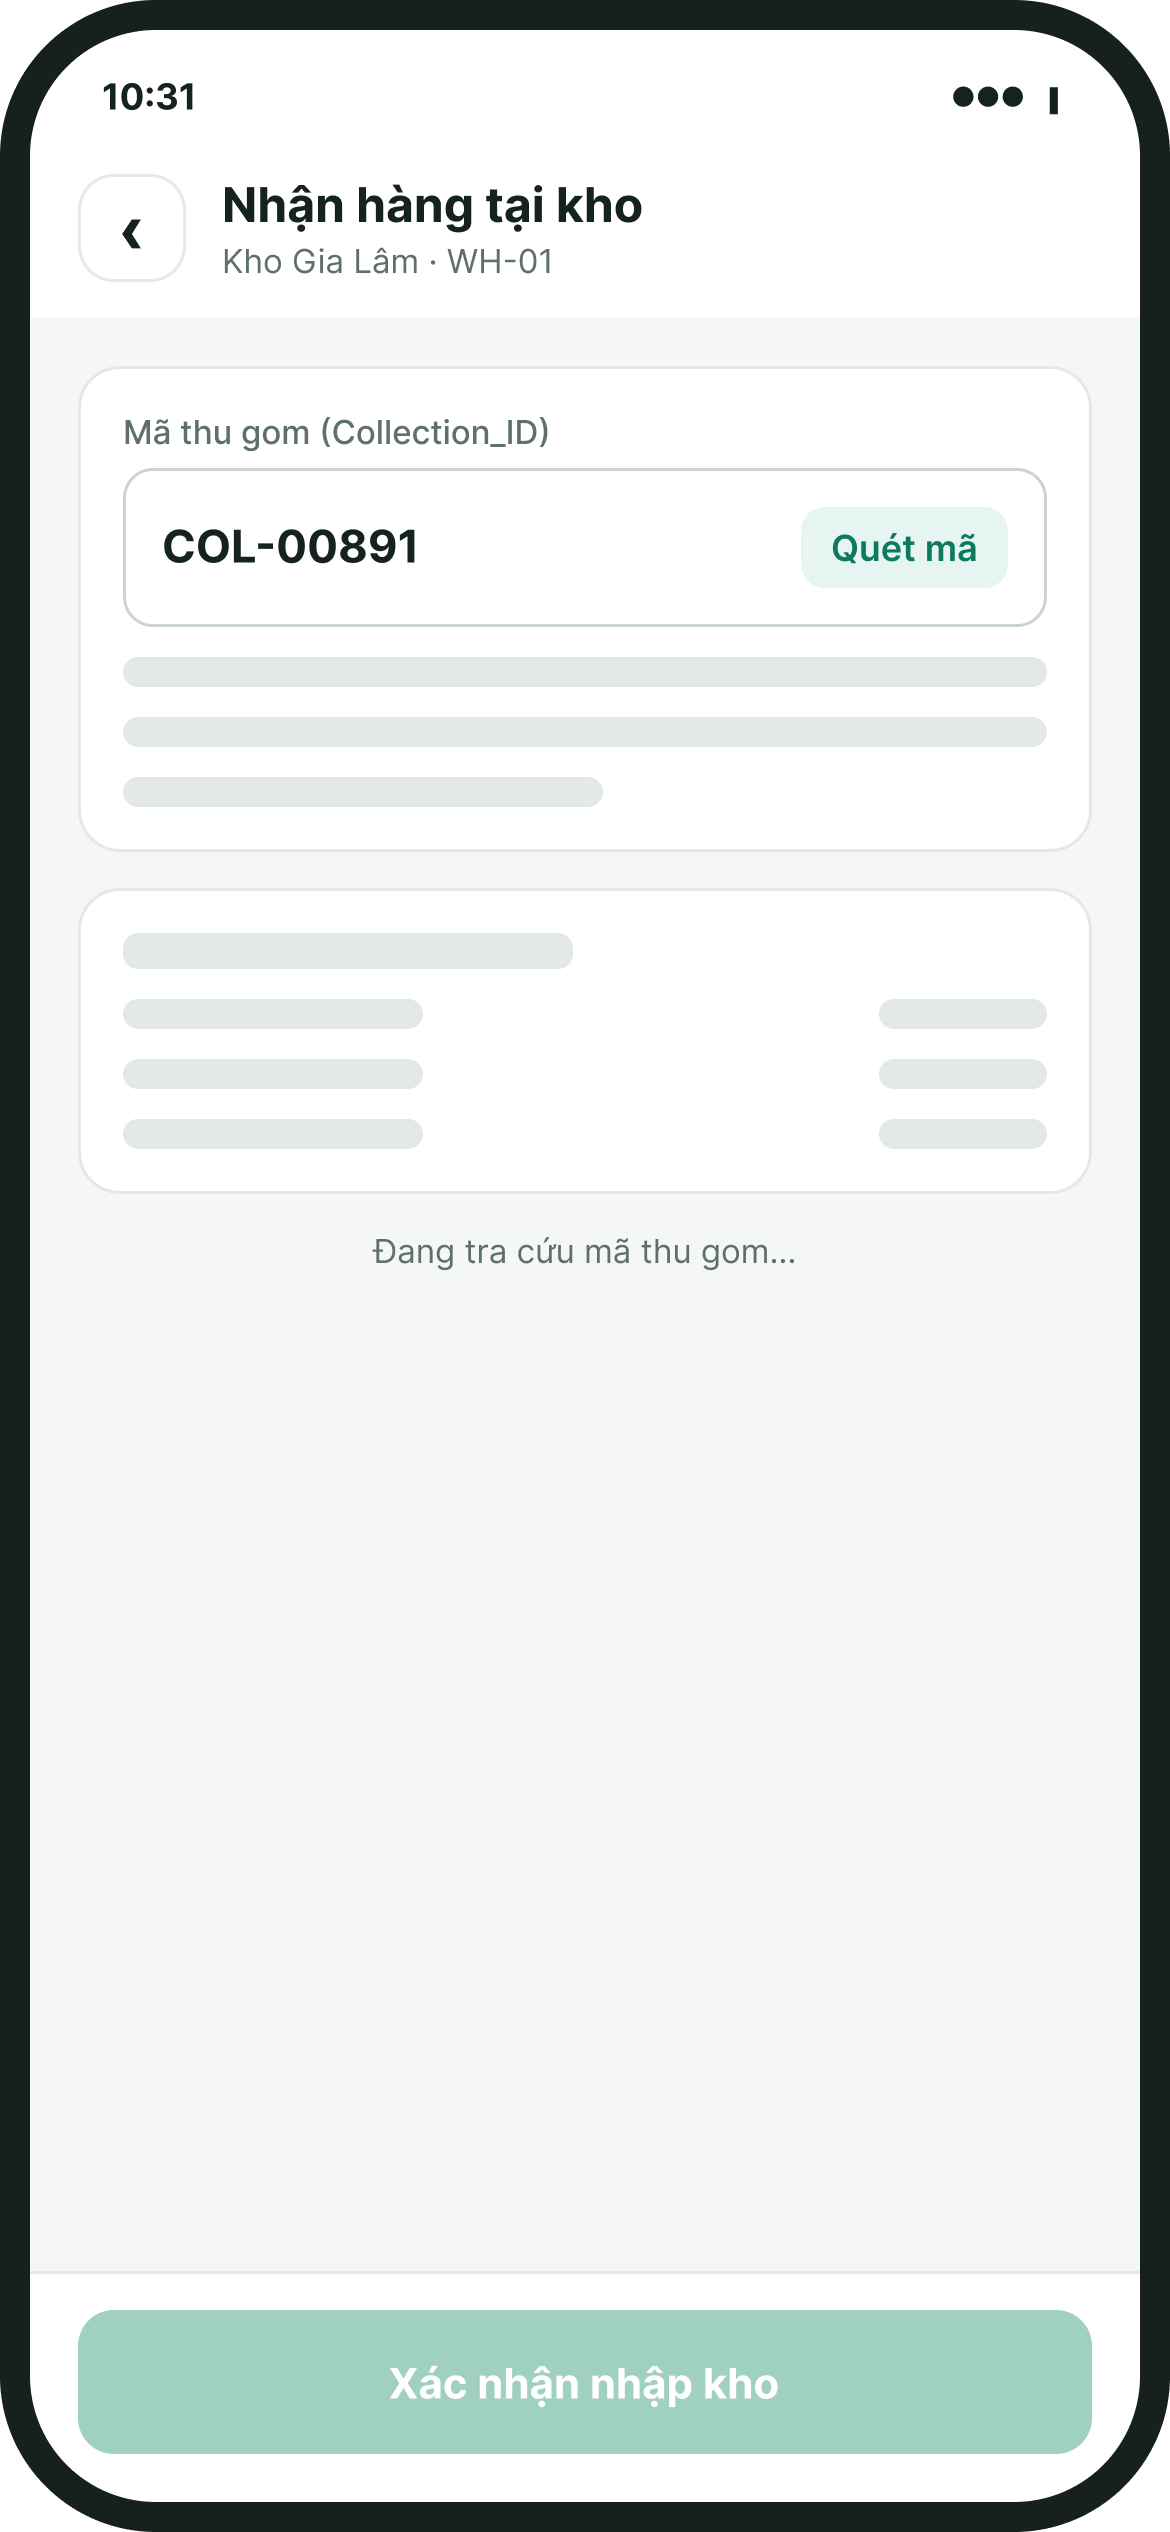 10:31
Nhận hàng tại kho
Kho Gia Lâm · WH-01
Mã thu gom (Collection_ID)
COL-00891
Quét mã
Đang tra cứu mã thu gom...
Xác nhận nhập kho